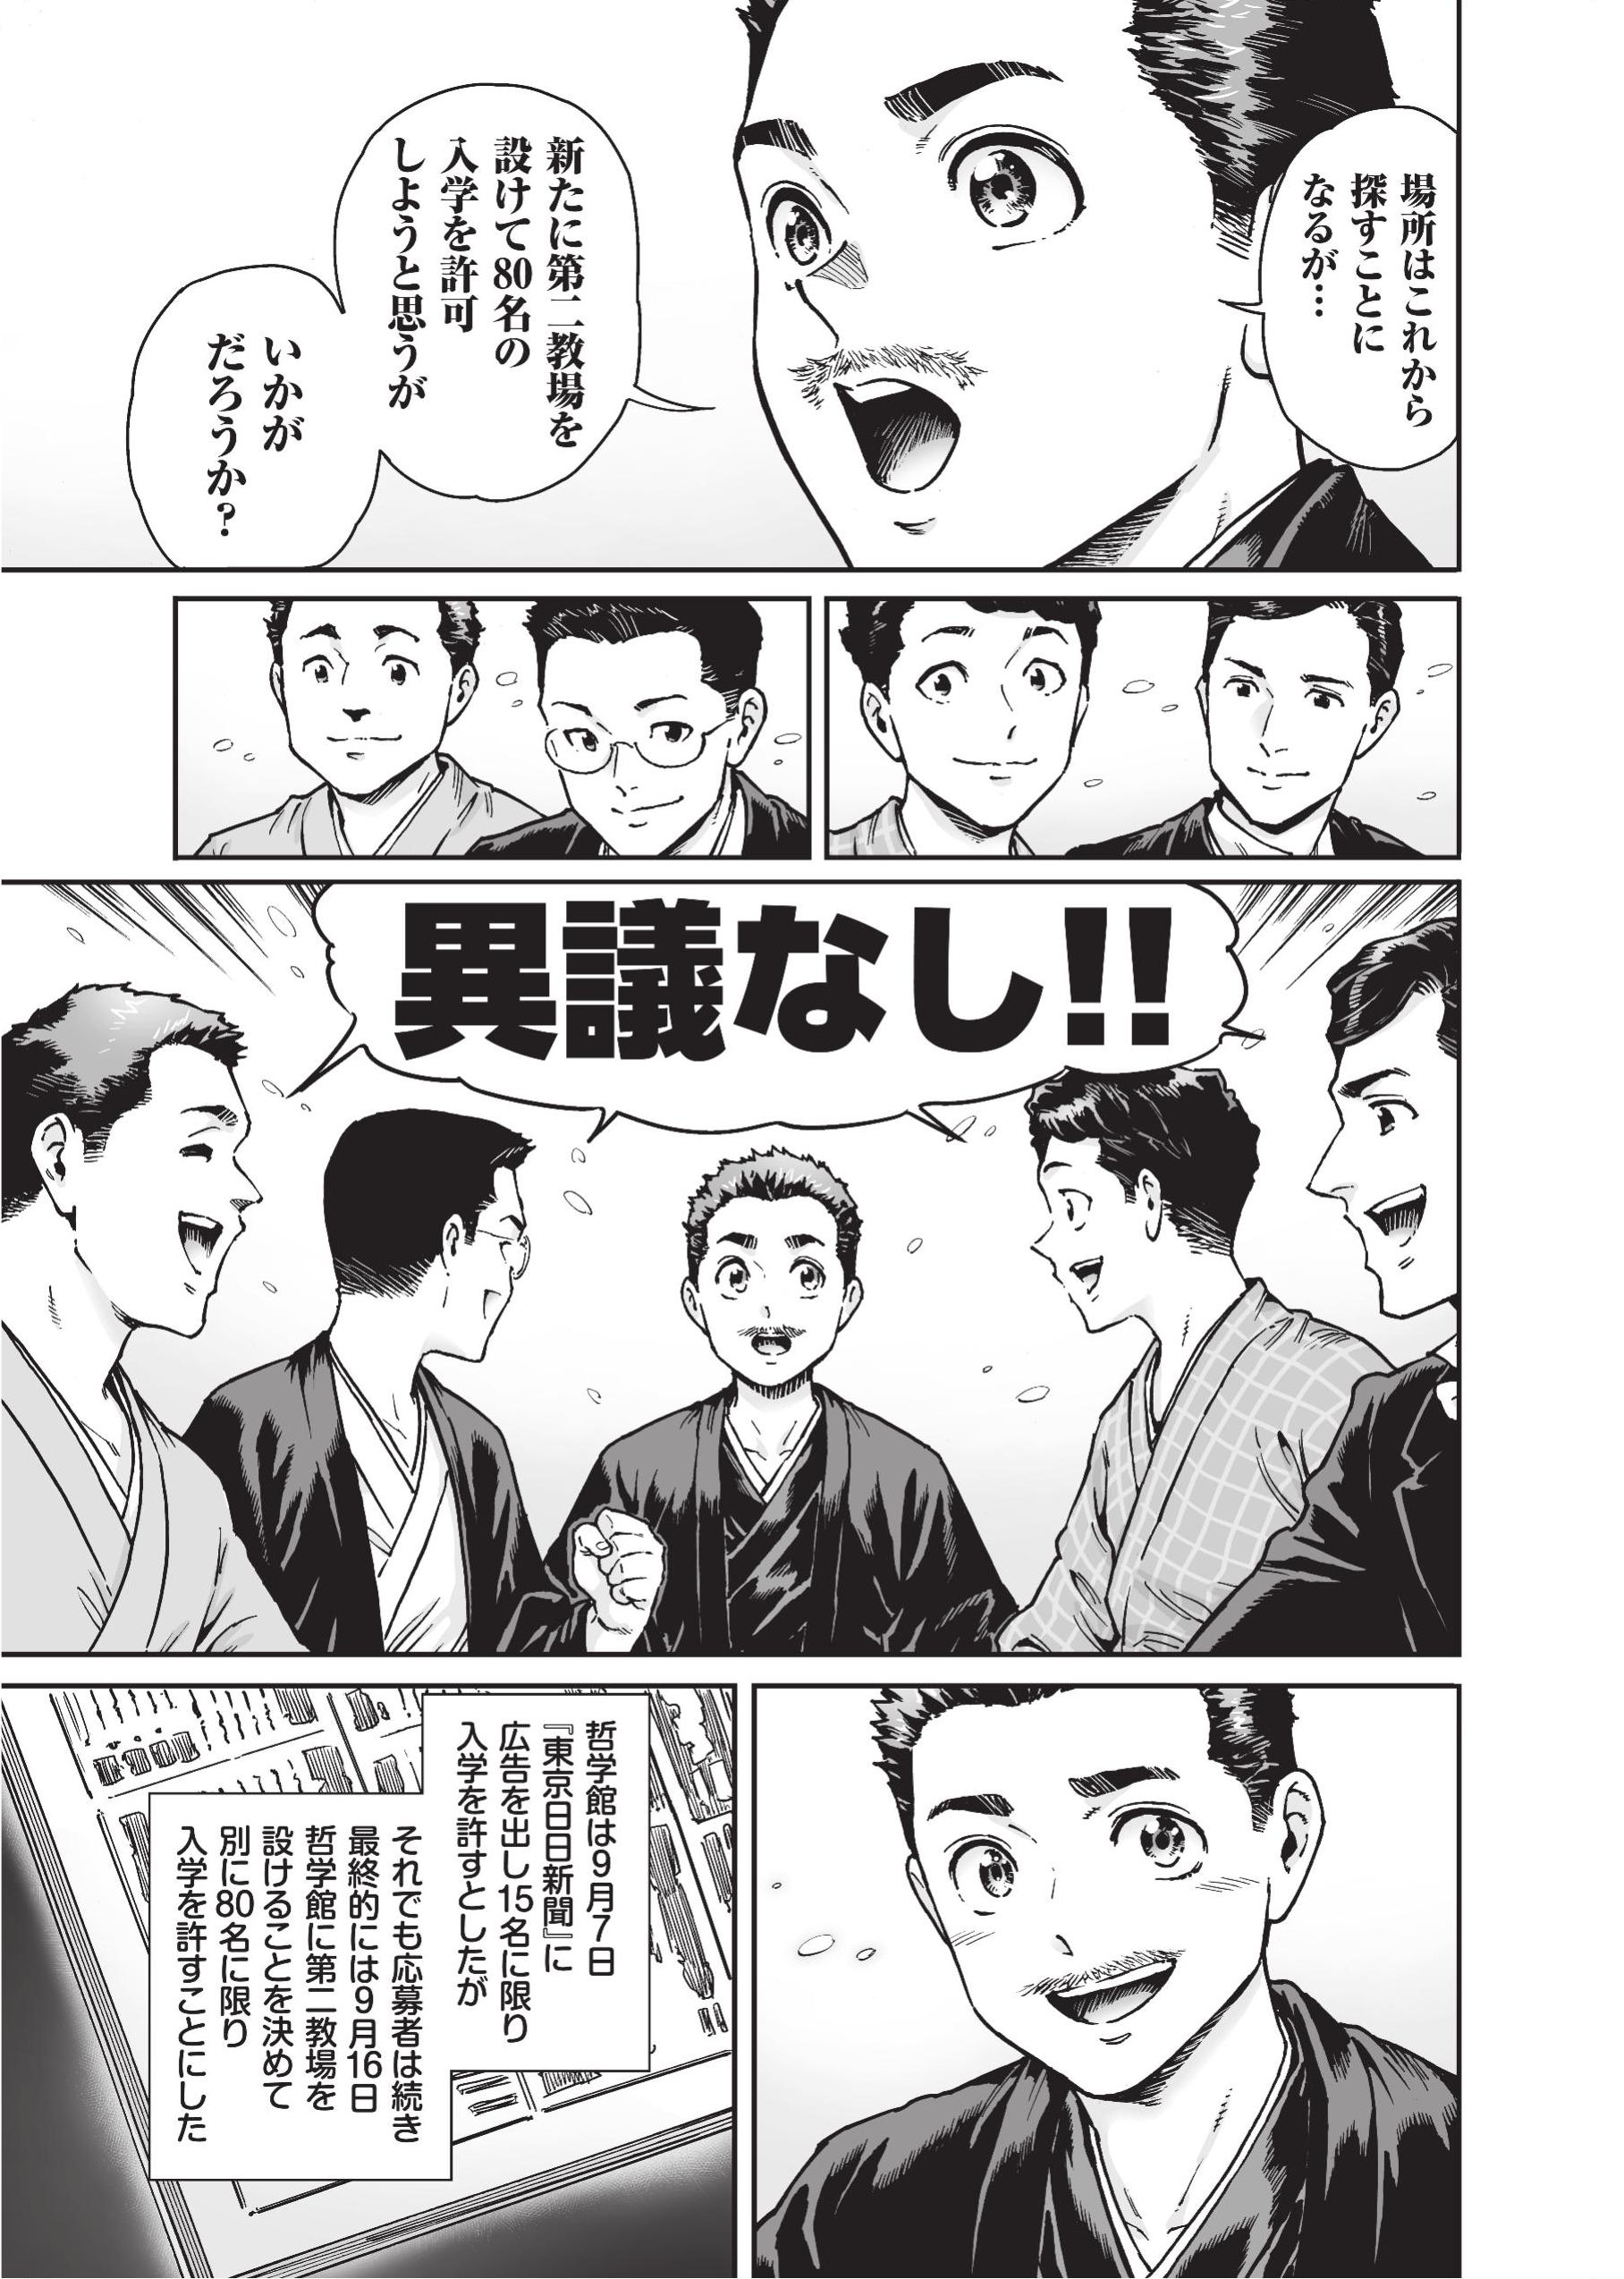 場所はこれから
探すことに
なるが…
新たに第二教場を
設けて80名の
入学を許可
しようと思うが
いかが
だろうか？
異議なし!!
哲学館は9月7日
『東京日日新聞』に
広告を出し15名に限り
入学を許すとしたが
それでも応募者は続き
最終的には9月16日
哲学館に第二教場を
設けることを決めて
別に80名に限り
入学を許すことにした